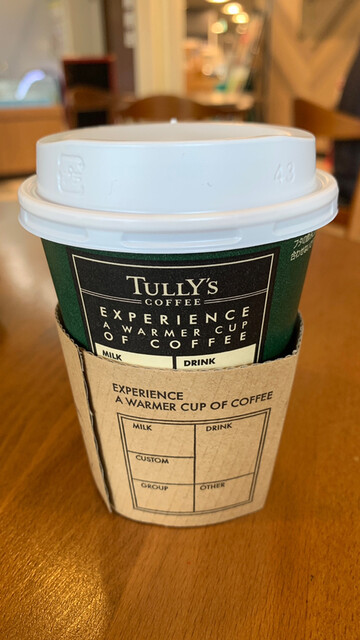 43
TULLY'S
COFFEE
EXPERIENCE
A WARMER CUP
OF COFFEE
MILK
DRINK
EXPERIENCE
A WARMER CUP OF COFFEE
MILK
DRINK
CUSTOM
GROUP
OTHER